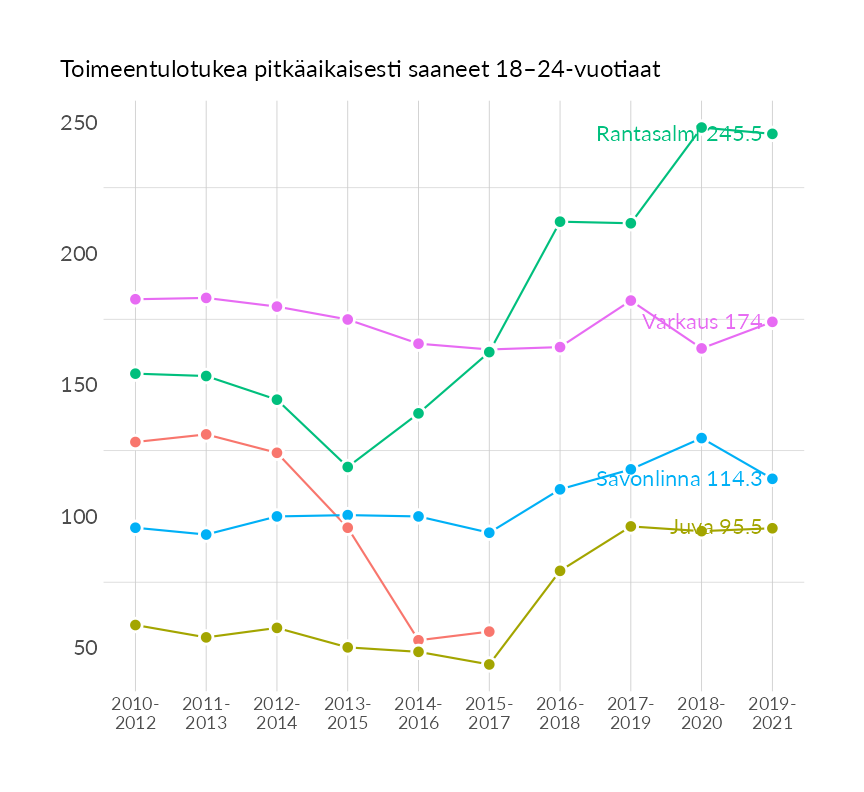 Toimeentulotukea pitkäaikaisesti saaneet 18–24-vuotiaat
250
Rantasalmi 245.5
200
Varkaus 174
150
Savonlinna 114.3
100
Juva 95.5
50
2010- 2011- 2012- 2013- 2014- 2015- 2016- 2017- 2018- 2019-
2012 2013 2014 2015 2016 2017 2018 2019 2020 2021